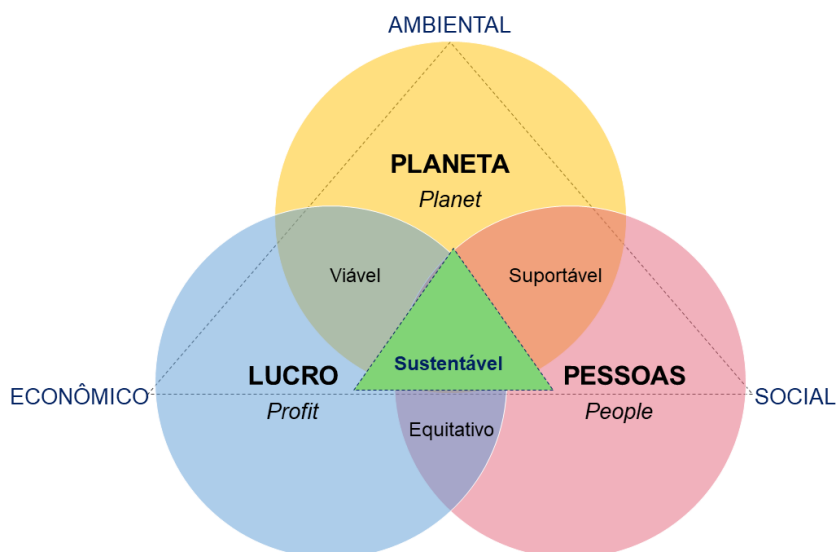 AMBIENTAL
PLANETA
Planet
Viável
Suportável
Sustentável
LUCRO
Profit
PESSOAS
People
ECONÔMICO
SOCIAL
Equitativo